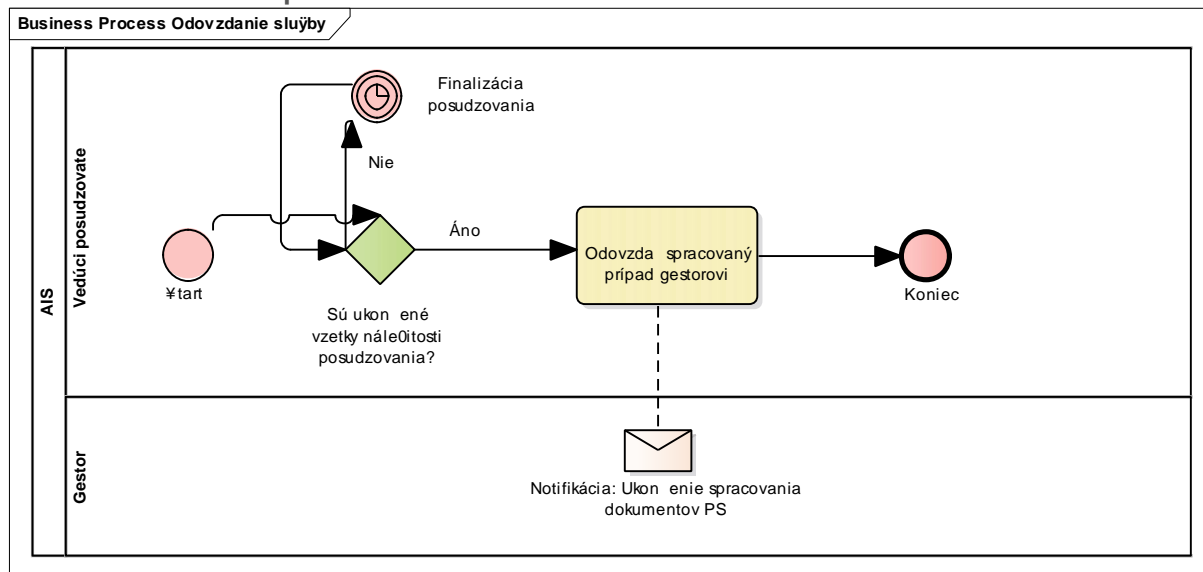 Business Process Odovzdanie sluÿby
AIS
Vedúci posudzovate
Finalizácia
posudzovania
Nie
Áno
¥tart
Sú ukon ené
vzetky nále0itosti
posudzovania?
Odovzda spracovaný
prípad gestorovi
Koniec
Gestor
Notifikácia: Ukon enie spracovania
dokumentov PS